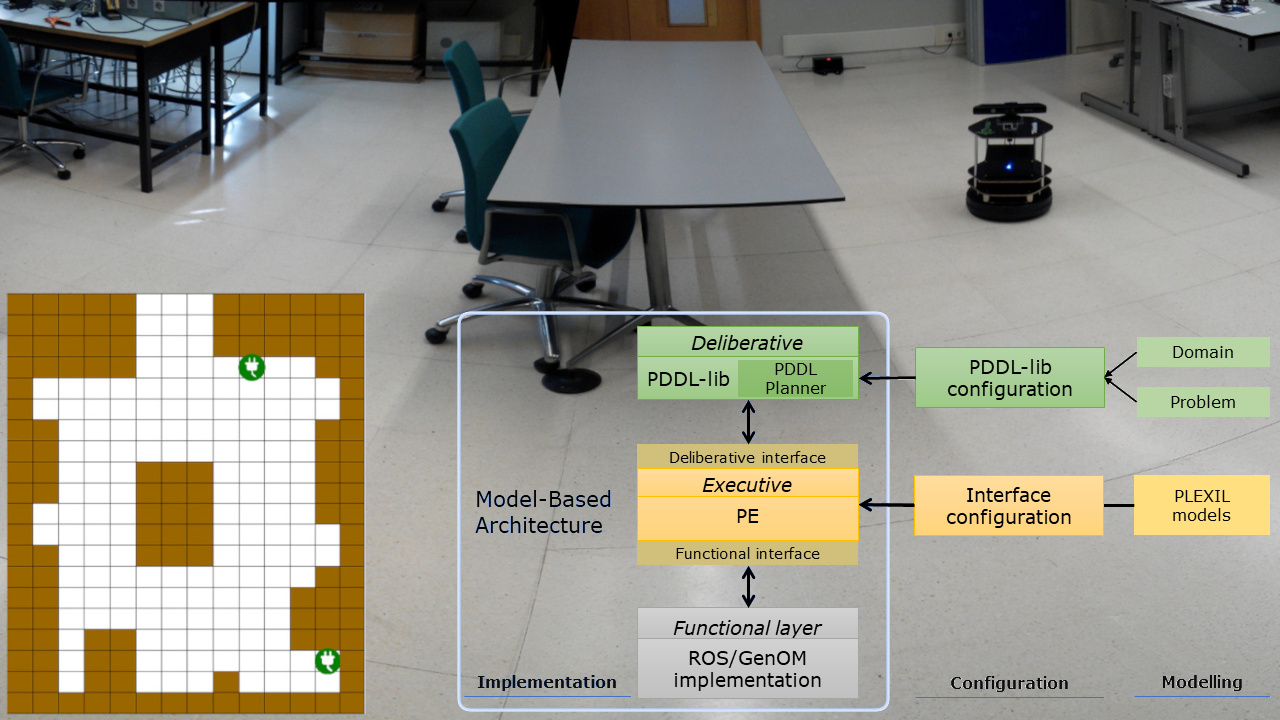 Deliberative
PDDL-lib
PDDL
Planner
PDDL-lib
configuration
Domain
Problem
Deliberative interface
Executive
PE
Functional interface
Model-Based
Architecture
Interface
configuration
PLEXIL
models
Functional layer
ROS/GenOM
implementation
Implementation
Configuration
Modelling